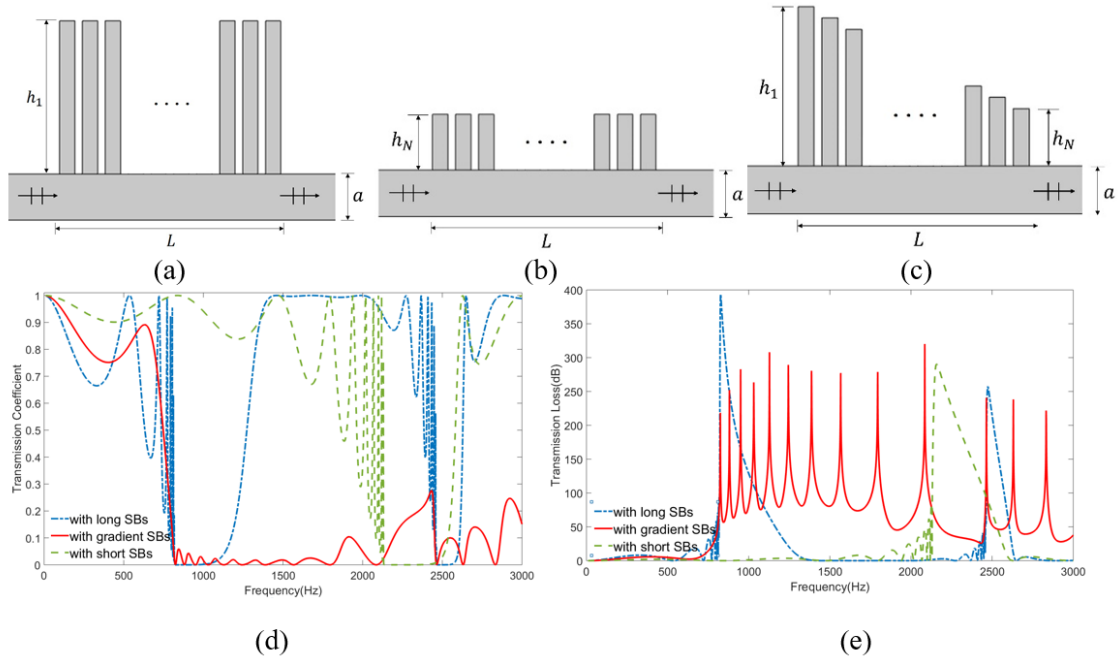 h1
. . . .
L
(a)
hN
a
. . . .
L
(b)
a
h1
. . . .
hN
L
(c)
a
Transmission Coefficient
1
0.9
0.8
0.7
0.6
0.5
0.4
0.3
0.2
0.1
0
with long SBs
with gradient SBs
with short SBs
0 500 1000 1500 2000 2500 3000
Frequency(Hz)
(d)
Transmission Loss(dB)
400
350
300
250
200
150
100
50
0
with long SBs
with gradient SBs
with short SBs
0 500 1000 1500 2000 2500 3000
Frequency(Hz)
(e)